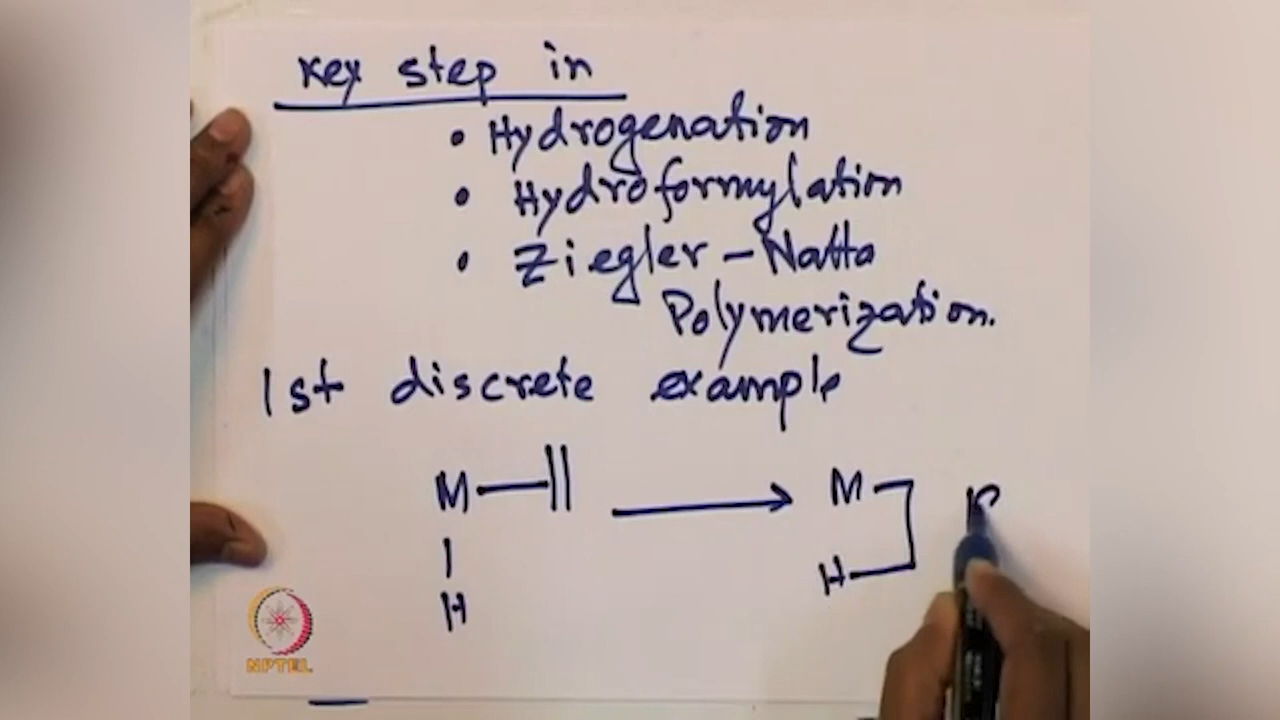 Key step in
• Hydrogenation
• Hydroformylation
• Ziegler-Natta
Polymerization.
1st discrete example
M—|| → M
|
H H
NPTEL